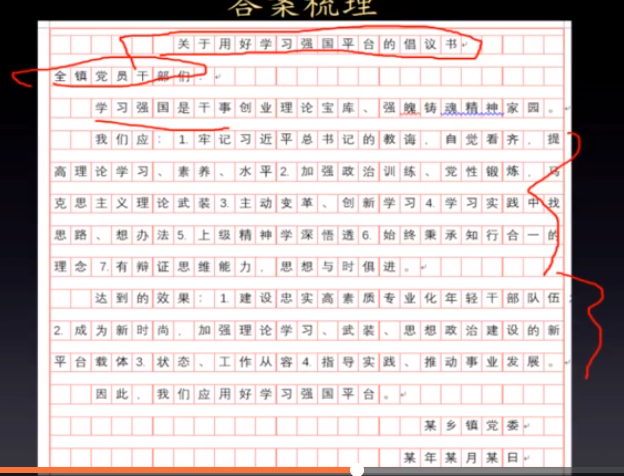 答案梳理
关于用好学习强国平台的倡议书
全镇党员干部们：
学习强国是干事创业理论宝库、强魄铸魂精神家园。
我们应：1.牢记习近平总书记的教诲，自觉看齐，提
高理论学习、素养、水平2.加强政治训练、党性锻炼，马
克思主义理论武装3.主动变革、创新学习4.学习实践中找
思路、想办法5.上级精神学深悟透6.始终秉承知行合一的
理念7.有辩证思维能力，思想与时俱进。
达到的效果：1.建设忠实高素质专业化年轻干部队伍
2.成为新时尚，加强理论学习、武装、思想政治建设的新
平台载体3.状态、工作从容4.指导实践、推动事业发展。
因此，我们应用好学习强国平台。
某乡镇党委
某年某月某日